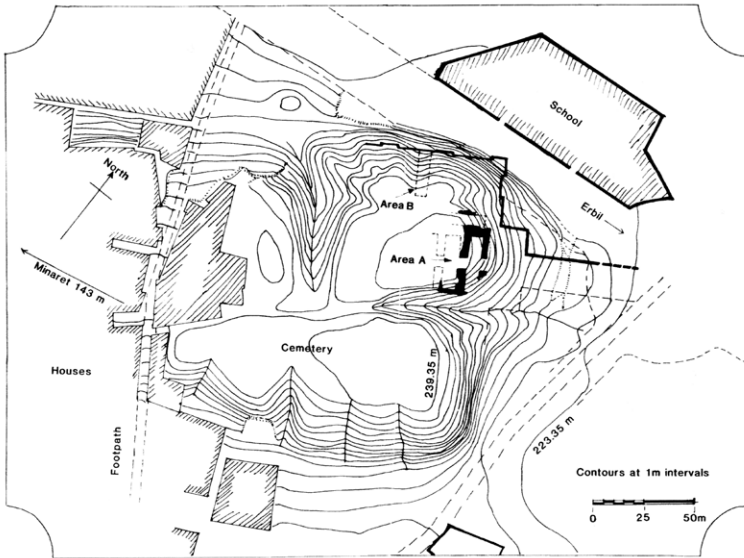 School
North
Erbil
Area B
Area A
Minaret 143 m
Cemetery
239.35 m
Houses
223.35 m
Footpath
Contours at 1m intervals
0 25 50m